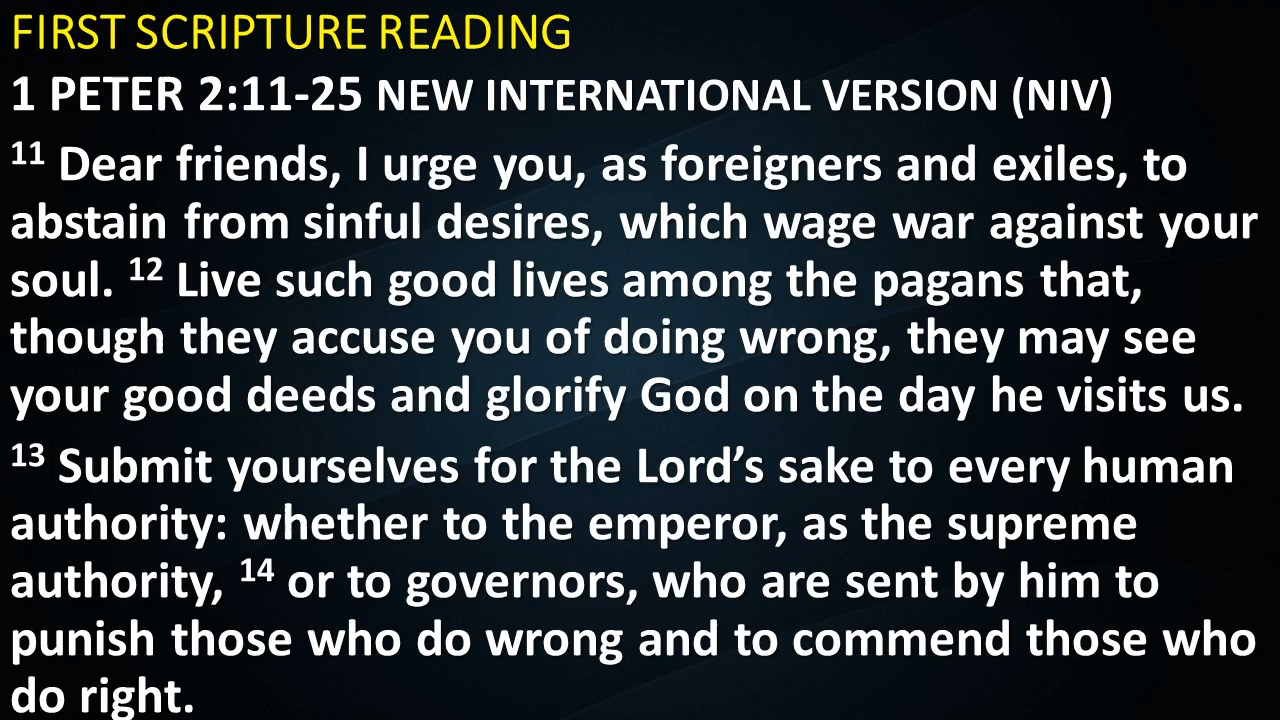 FIRST SCRIPTURE READING
1 PETER 2:11-25 NEW INTERNATIONAL VERSION (NIV)
11 Dear friends, I urge you, as foreigners and exiles, to
abstain from sinful desires, which wage war against your
soul. 12 Live such good lives among the pagans that,
though they accuse you of doing wrong, they may see
your good deeds and glorify God on the day he visits us.
13 Submit yourselves for the Lord’s sake to every human
authority: whether to the emperor, as the supreme
authority, 14 or to governors, who are sent by him to
punish those who do wrong and to commend those who
do right.